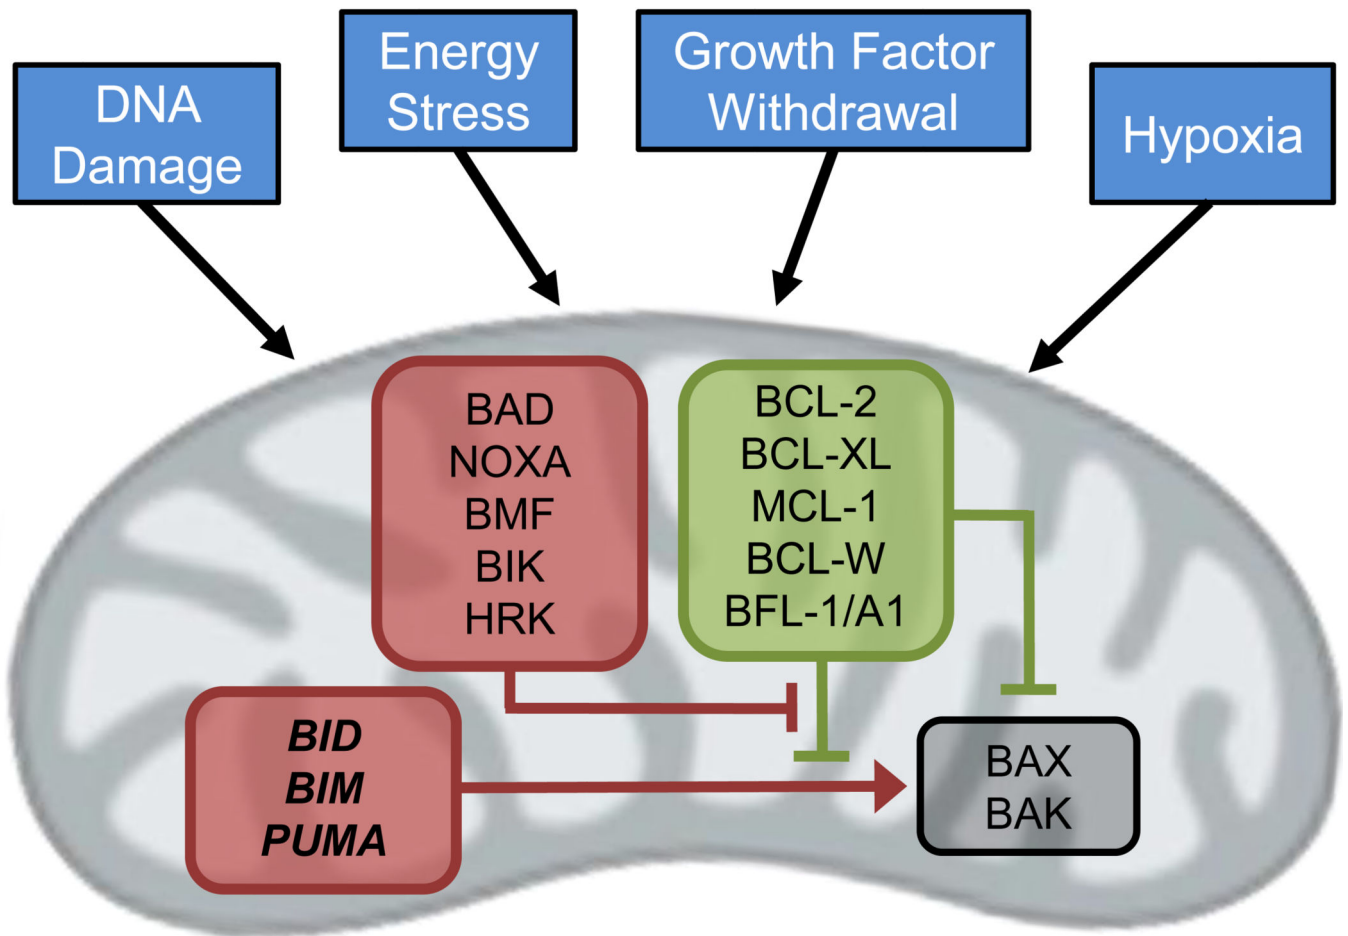 DNA
Damage
Energy
Stress
Growth Factor
Withdrawal
Hypoxia
BAD
NOXA
BMF
BIK
HRK
BCL-2
BCL-XL
MCL-1
BCL-W
BFL-1/A1
BID
BIM
PUMA
BAX
BAK